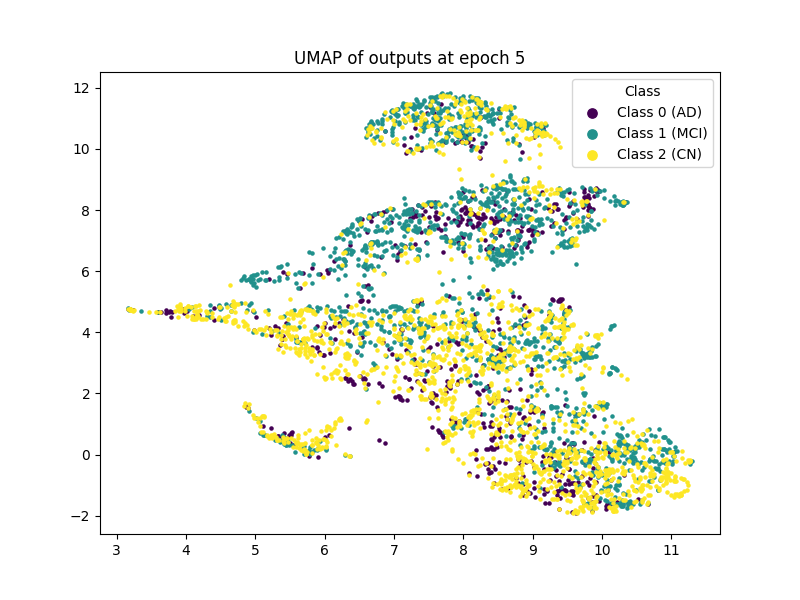 UMAP of outputs at epoch 5
Class
Class 0 (AD)
Class 1 (MCI)
Class 2 (CN)
12
10
8
6
4
2
0
−2
3 4 5 6 7 8 9 10 11